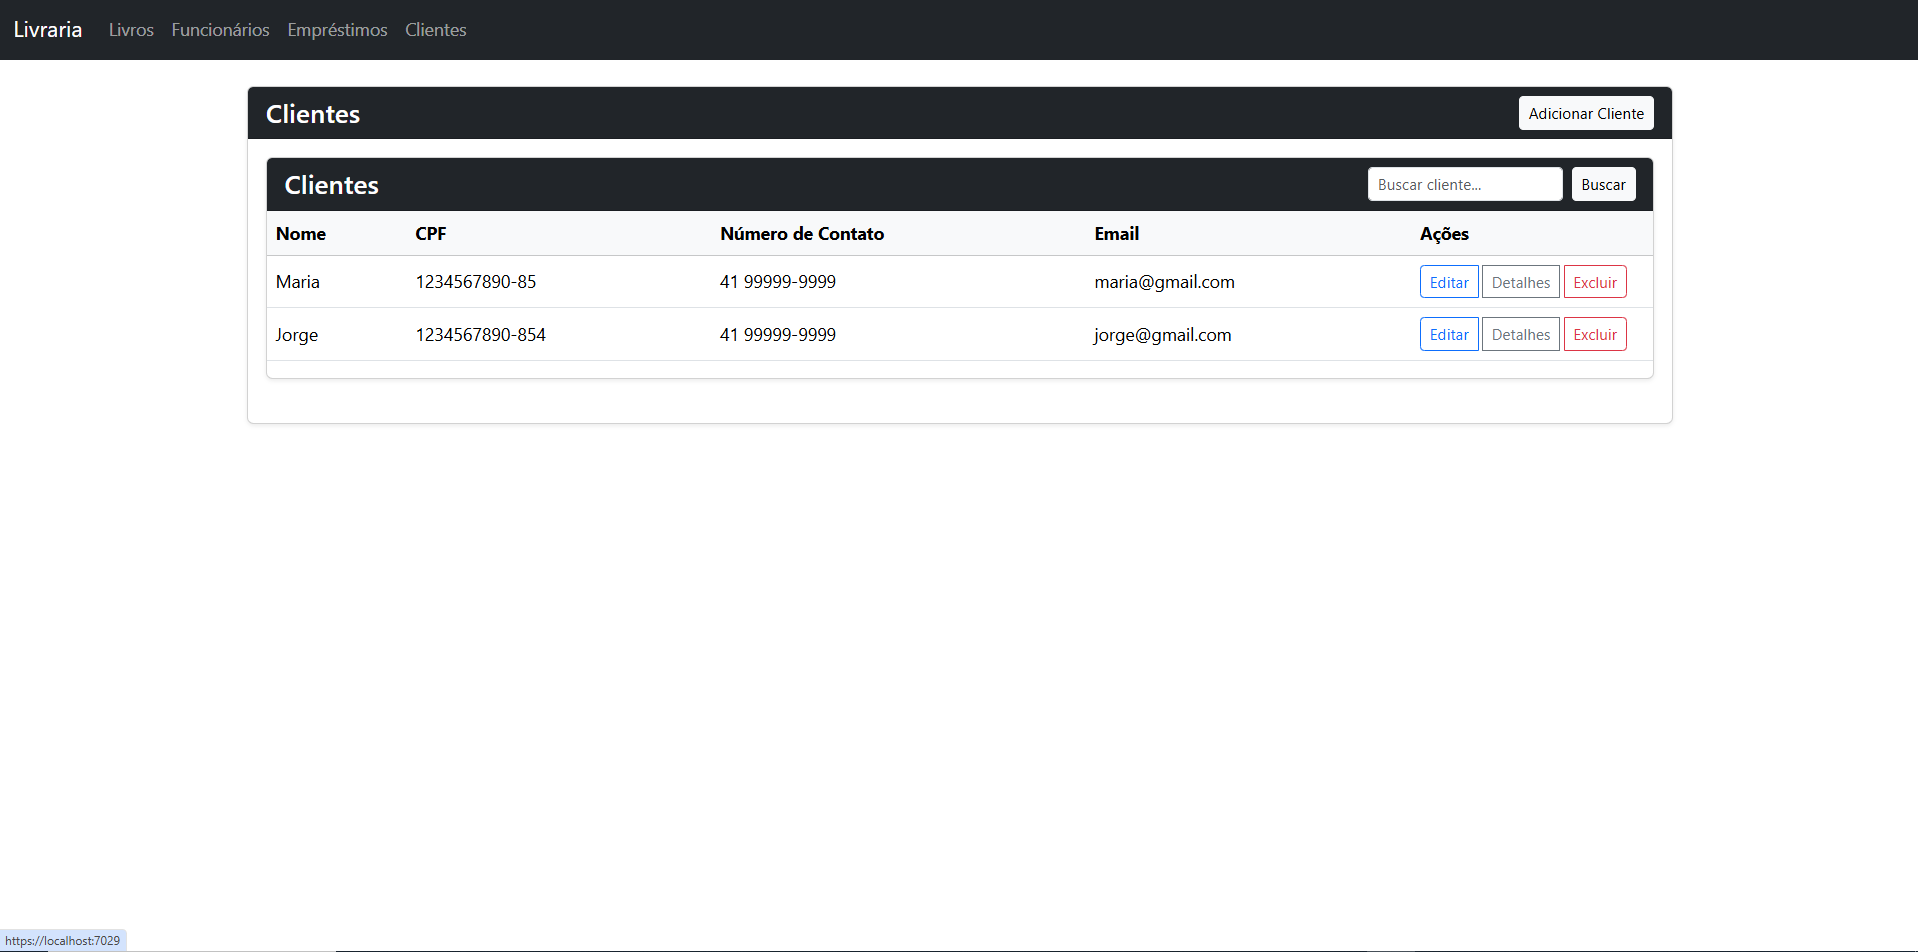 Livraria Livros Funcionários Empréstimos Clientes
Clientes Adicionar Cliente
Clientes Buscar cliente... Buscar
Nome CPF Número de Contato Email Ações
Maria 1234567890-85 41 99999-9999 maria@gmail.com Editar Detalhes Excluir
Jorge 1234567890-854 41 99999-9999 jorge@gmail.com Editar Detalhes Excluir
https://localhost:7029